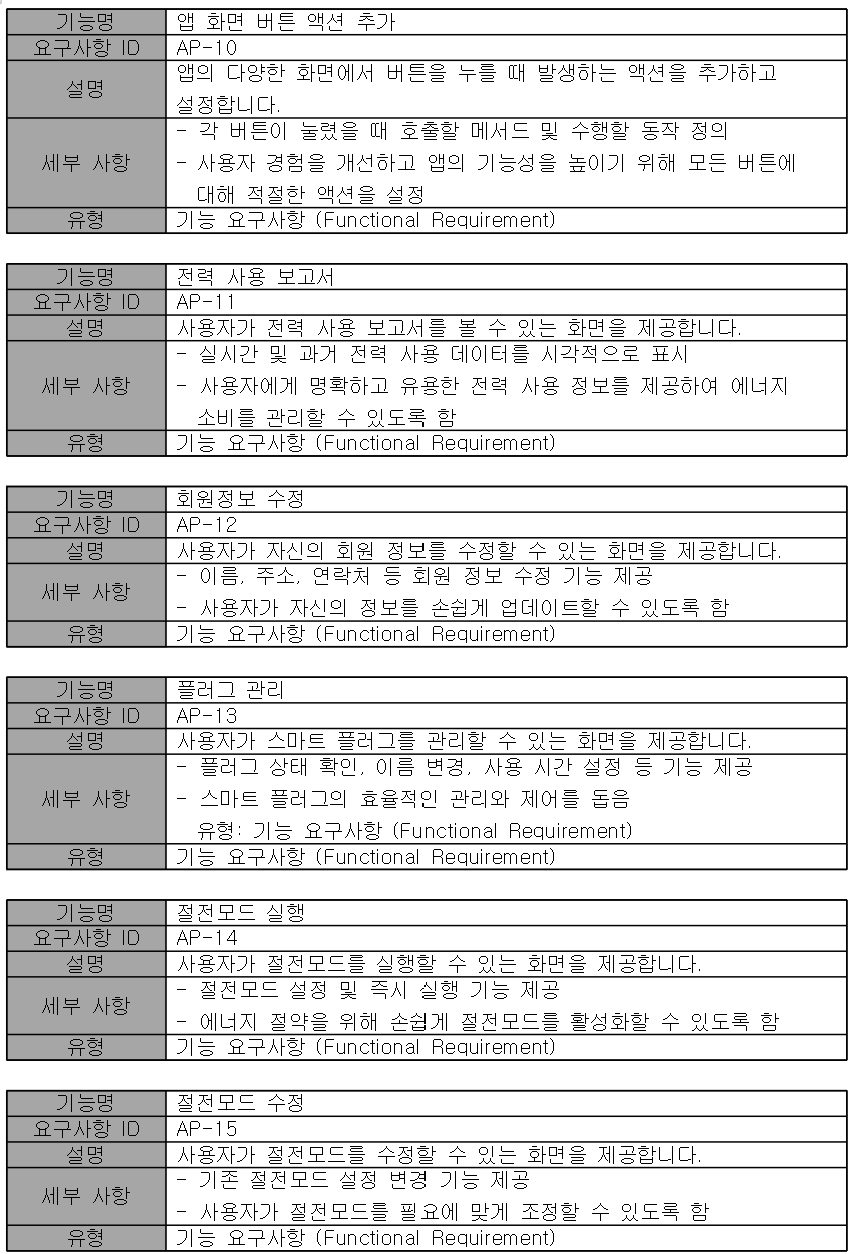 기능명 앱 화면 버튼 액션 추가
요구사항 ID AP-10
설명 앱의 다양한 화면에서 버튼을 누를 때 발생하는 액션을 추가하고
설정합니다.
세부 사항 - 각 버튼이 눌렸을 때 호출할 메서드 및 수행할 동작 정의
- 사용자 경험을 개선하고 앱의 기능성을 높이기 위해 모든 버튼에
대해 적절한 액션을 설정
유형 기능 요구사항 (Functional Requirement)
기능명 전력 사용 보고서
요구사항 ID AP-11
설명 사용자가 전력 사용 보고서를 볼 수 있는 화면을 제공합니다.
세부 사항 - 실시간 및 과거 전력 사용 데이터를 시각적으로 표시
- 사용자에게 명확하고 유용한 전력 사용 정보를 제공하여 에너지
소비를 관리할 수 있도록 함
유형 기능 요구사항 (Functional Requirement)
기능명 회원정보 수정
요구사항 ID AP-12
설명 사용자가 자신의 회원 정보를 수정할 수 있는 화면을 제공합니다.
세부 사항 - 이름, 주소, 연락처 등 회원 정보 수정 기능 제공
- 사용자가 자신의 정보를 손쉽게 업데이트할 수 있도록 함
유형 기능 요구사항 (Functional Requirement)
기능명 플러그 관리
요구사항 ID AP-13
설명 사용자가 스마트 플러그를 관리할 수 있는 화면을 제공합니다.
세부 사항 - 플러그 상태 확인, 이름 변경, 사용 시간 설정 등 기능 제공
- 스마트 플러그의 효율적인 관리와 제어를 돕음
유형: 기능 요구사항 (Functional Requirement)
유형 기능 요구사항 (Functional Requirement)
기능명 절전모드 실행
요구사항 ID AP-14
설명 사용자가 절전모드를 실행할 수 있는 화면을 제공합니다.
세부 사항 - 절전모드 설정 및 즉시 실행 기능 제공
- 에너지 절약을 위해 손쉽게 절전모드를 활성화할 수 있도록 함
유형 기능 요구사항 (Functional Requirement)
기능명 절전모드 수정
요구사항 ID AP-15
설명 사용자가 절전모드를 수정할 수 있는 화면을 제공합니다.
세부 사항 - 기존 절전모드 설정 변경 기능 제공
- 사용자가 절전모드를 필요에 맞게 조정할 수 있도록 함
유형 기능 요구사항 (Functional Requirement)